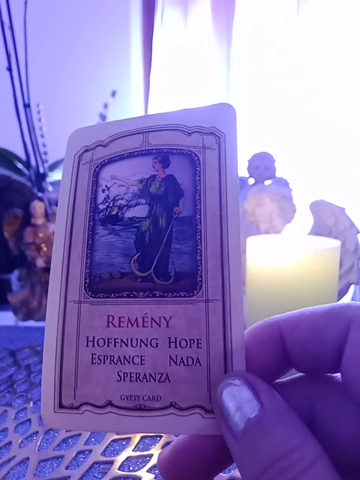 REMÉNY
HOFFNUNG HOPE
ESPRANCE NADA
SPERANZA
GYPSY CARD